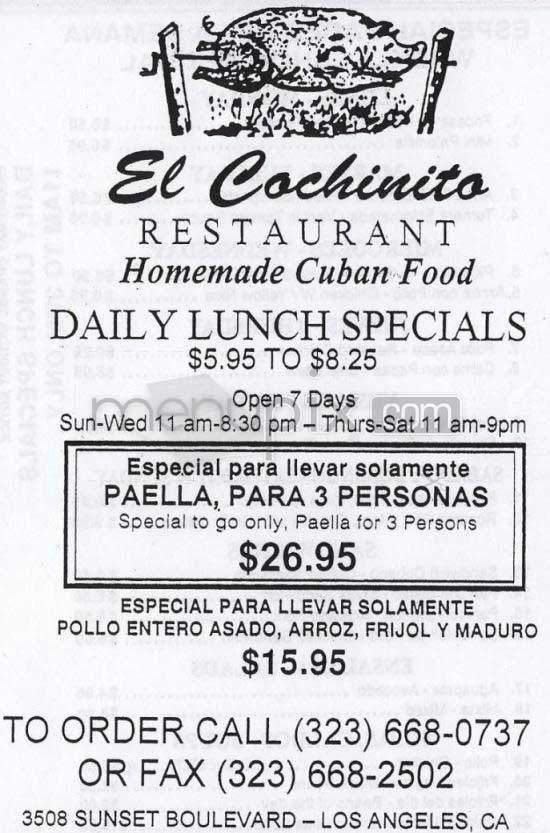 El Cochinito
RESTAURANT
Homemade Cuban Food
DAILY LUNCH SPECIALS
$5.95 TO $8.25
menupix.com
Open 7 Days
Sun-Wed 11 am-8:30 pm – Thurs-Sat 11 am-9pm
Especial para llevar solamente
PAELLA, PARA 3 PERSONAS
Special to go only, Paella for 3 Persons
$26.95
ESPECIAL PARA LLEVAR SOLAMENTE
POLLO ENTERO ASADO, ARROZ, FRIJOL Y MADURO
$15.95
TO ORDER CALL (323) 668-0737
OR FAX (323) 668-2502
3508 SUNSET BOULEVARD – LOS ANGELES, CA